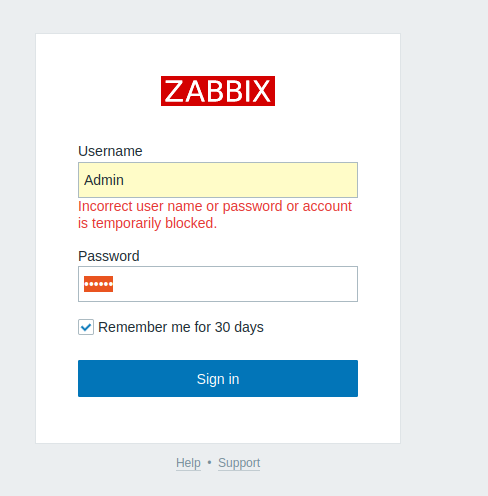 ZABBIX
Username
Admin
Incorrect user name or password or account
is temporarily blocked.
Password
••••••
Remember me for 30 days
Sign in
Help • Support